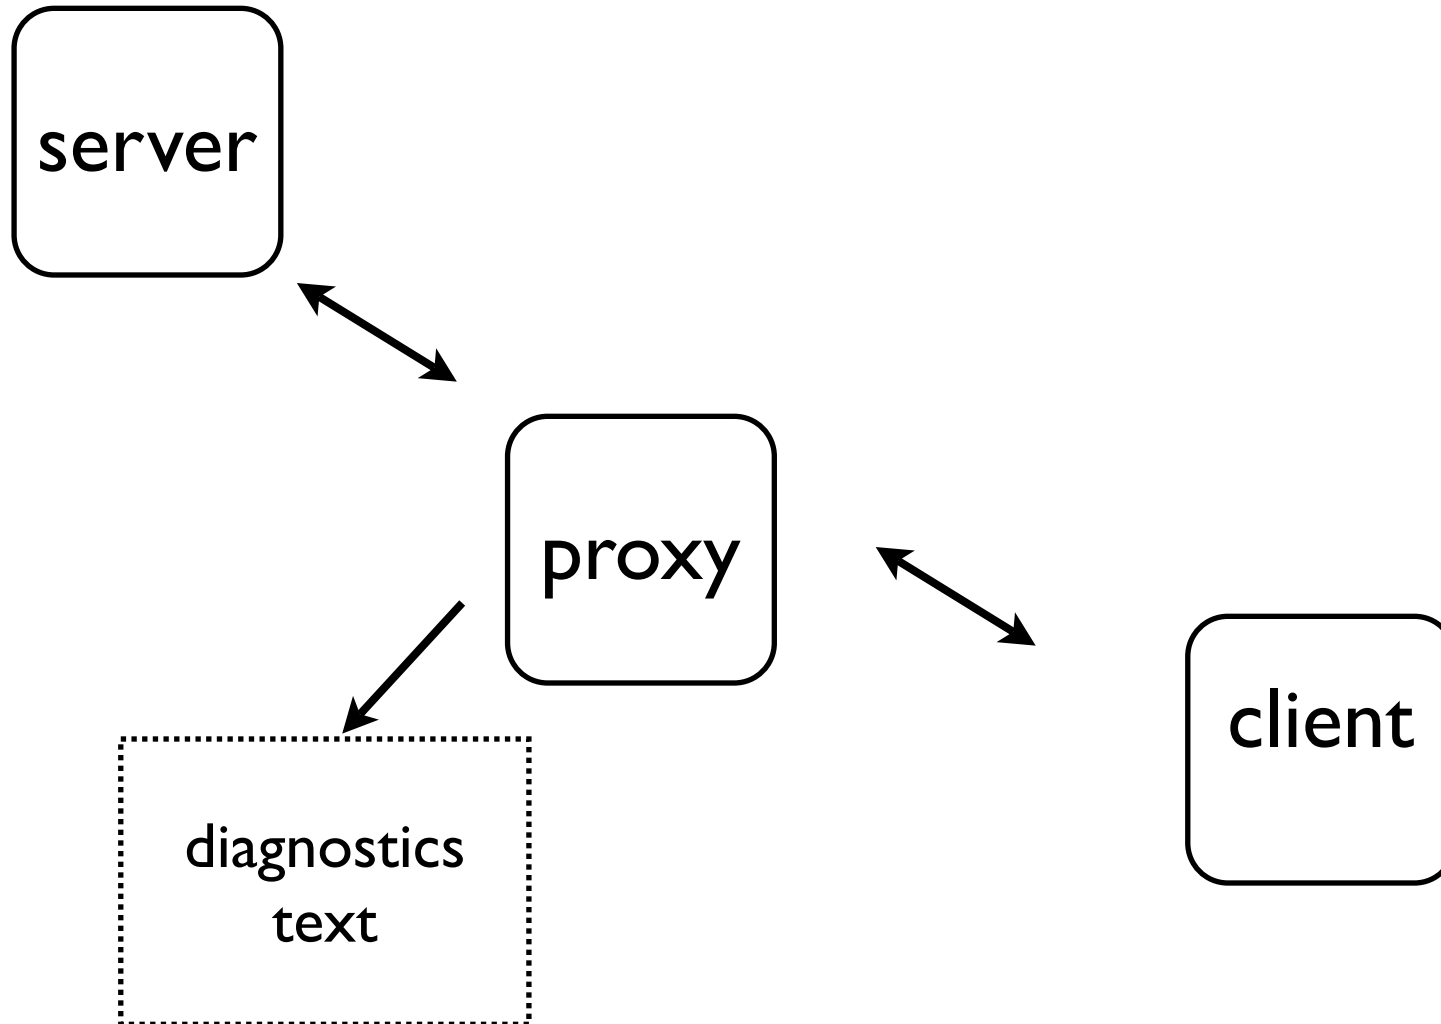 server
proxy
client
diagnostics
text